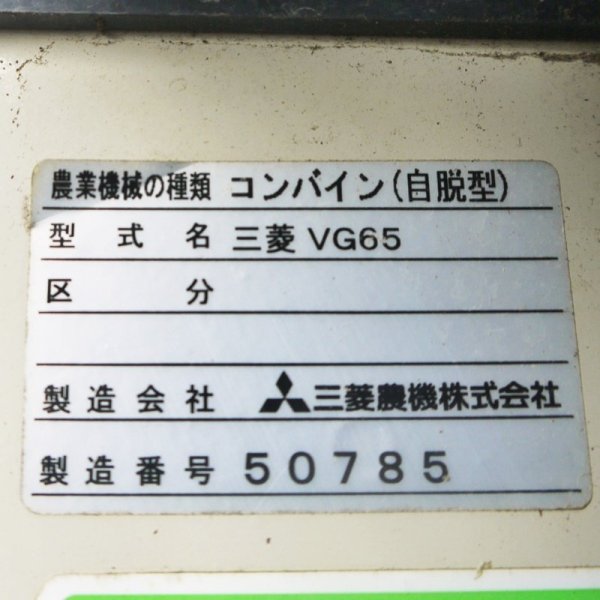 農業機械の種類 コンバイン(自脱型)
型式名 三菱 VG65
区分
製造会社 三菱農機株式会社
製造番号 50785